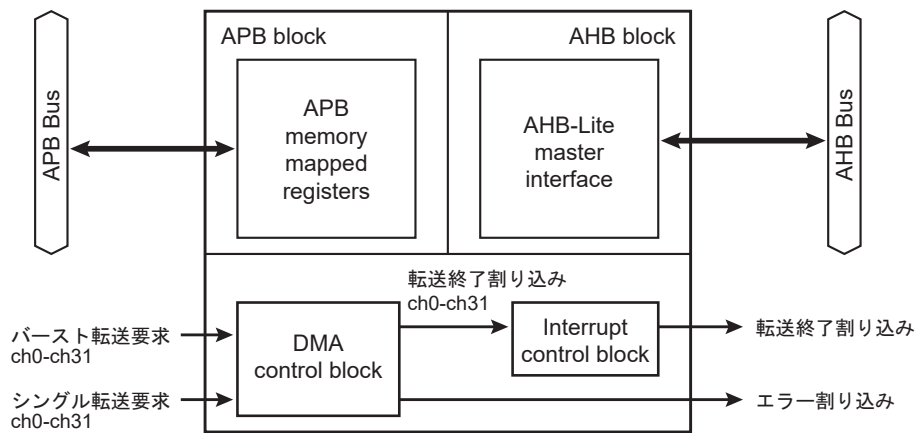 APB Bus
APB block
APB
memory
mapped
registers
AHB block
AHB-Lite
master
interface
AHB Bus
転送終了割り込み
ch0-ch31
バースト転送要求
ch0-ch31
シングル転送要求
ch0-ch31
DMA
control block
Interrupt
control block
転送終了割り込み
エラー割り込み